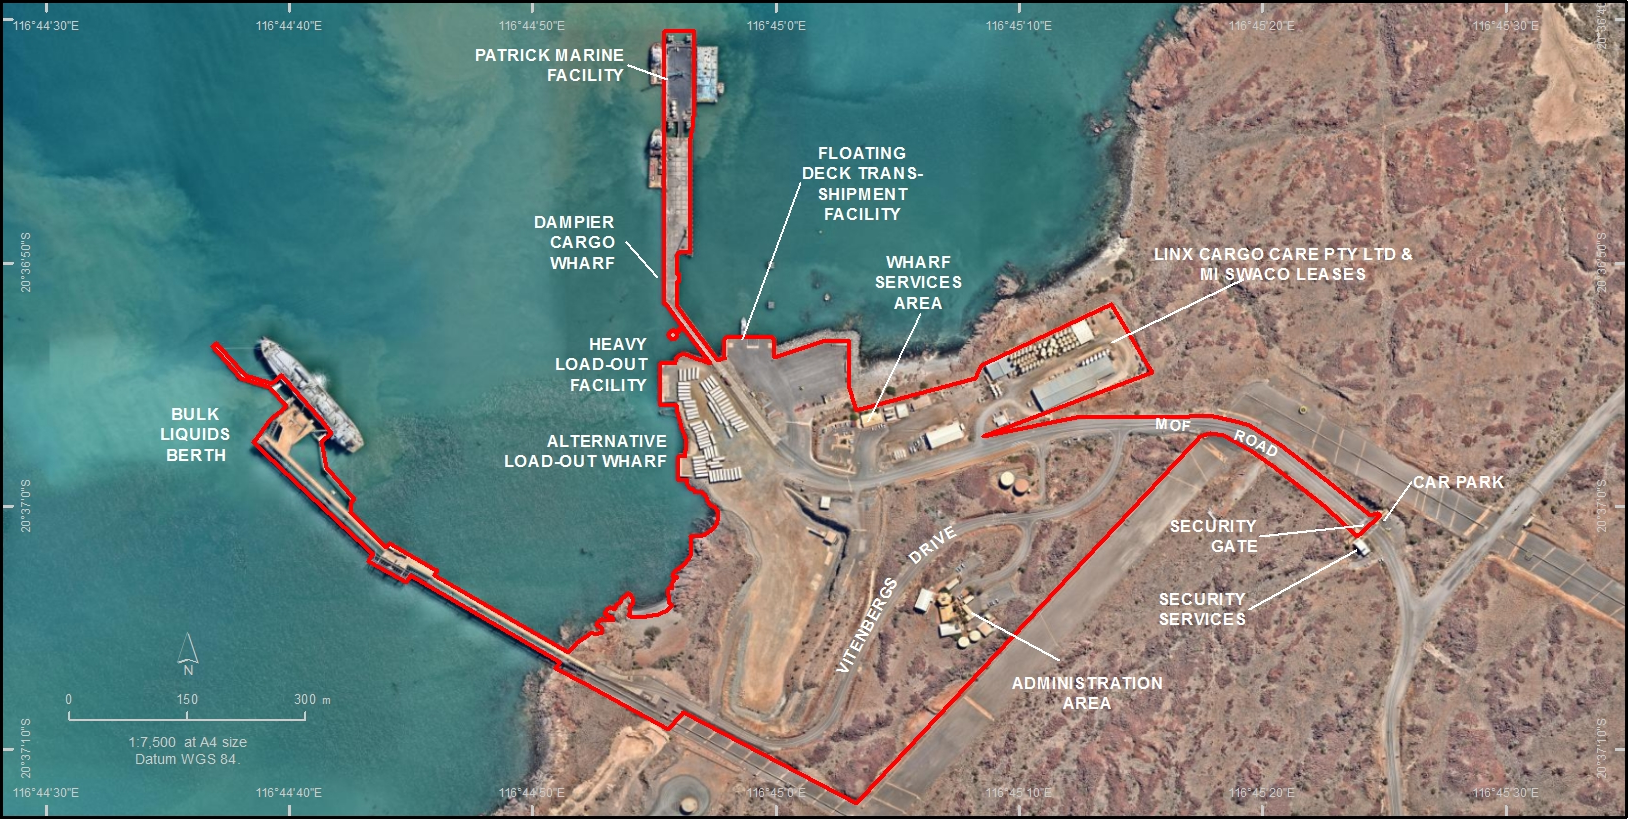 116°44'30"E
116°44'40"E
116°44'50"E
116°45'0"E
116°45'10"E
116°45'20"E
116°45'30"E
PATRICK MARINE
FACILITY
FLOATING
DECK TRANS-
SHIPMENT
FACILITY
DAMPIER
CARGO
WHARF
WHARF
SERVICES
AREA
LINX CARGO CARE PTY LTD &
MI SWACO LEASES
20°36'50"S
20°36'50"S
HEAVY
LOAD-OUT
FACILITY
BULK
LIQUIDS
BERTH
ALTERNATIVE
LOAD-OUT WHARF
MOF
ROAD
CAR PARK
SECURITY
GATE
20°37'0"S
20°37'0"S
VITENBERGS
DRIVE
SECURITY
SERVICES
ADMINISTRATION
AREA
N
0
150
300 m
1:7,500 at A4 size
Datum WGS 84.
20°37'10"S
20°37'10"S
116°44'30"E
116°44'40"E
116°44'50"E
116°45'0"E
116°45'10"E
116°45'20"E
116°45'30"E